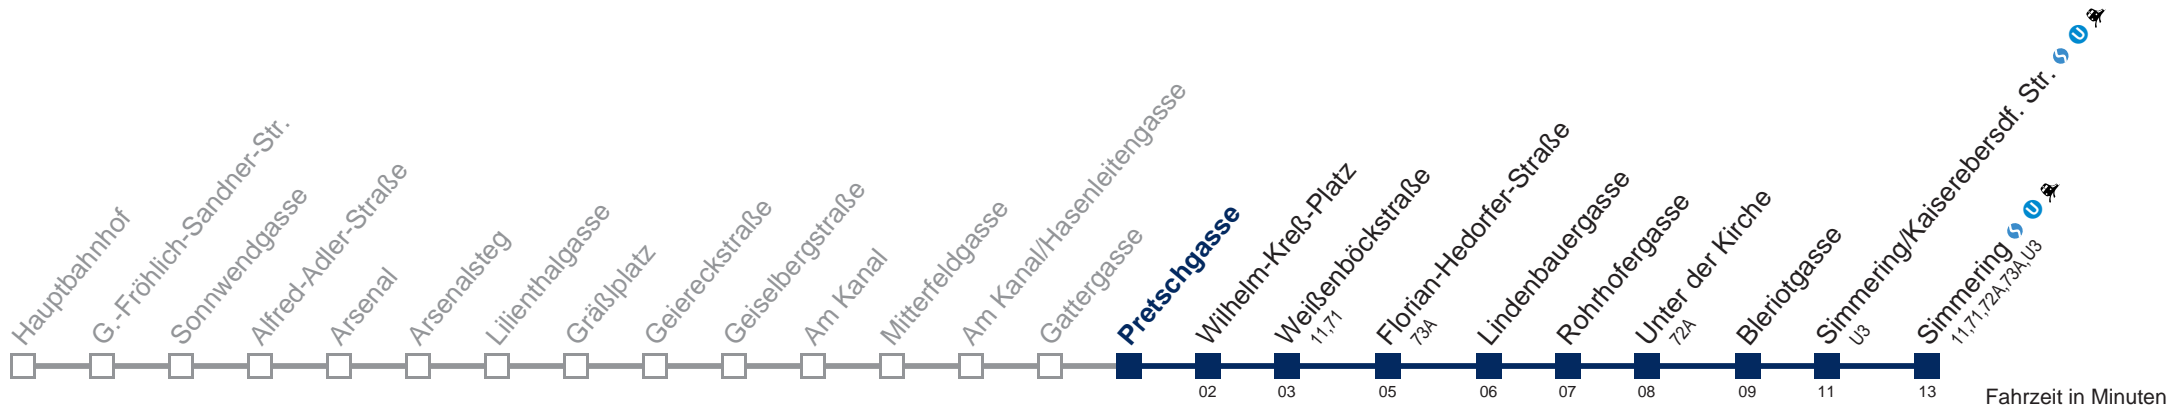 Hauptbahnhof
G.-Fröhlich-Sandner-Str.
Sonnwendgasse
Alfred-Adler-Straße
Arsenal
Arsenalsteg
Lilienthalgasse
Gräßlplatz
Geiereckstraße
Geiselbergstraße
Am Kanal
Mitterfeldgasse
Am Kanal/Hasenleitengasse
Gattergasse
Pretschgasse
Wilhelm-Kreß-Platz
Weißenböckstraße
11,71
Florian-Hedorfer-Straße
73A
Lindenbauergasse
Rohrhofergasse
Unter der Kirche
72A
Bleriotgasse
Simmering/Kaiserebersdf. Str. U
U3
Simmering U
11,71,72A,73A,U3
02 03 05 06 07 08 09 11 13
Fahrzeit in Minuten